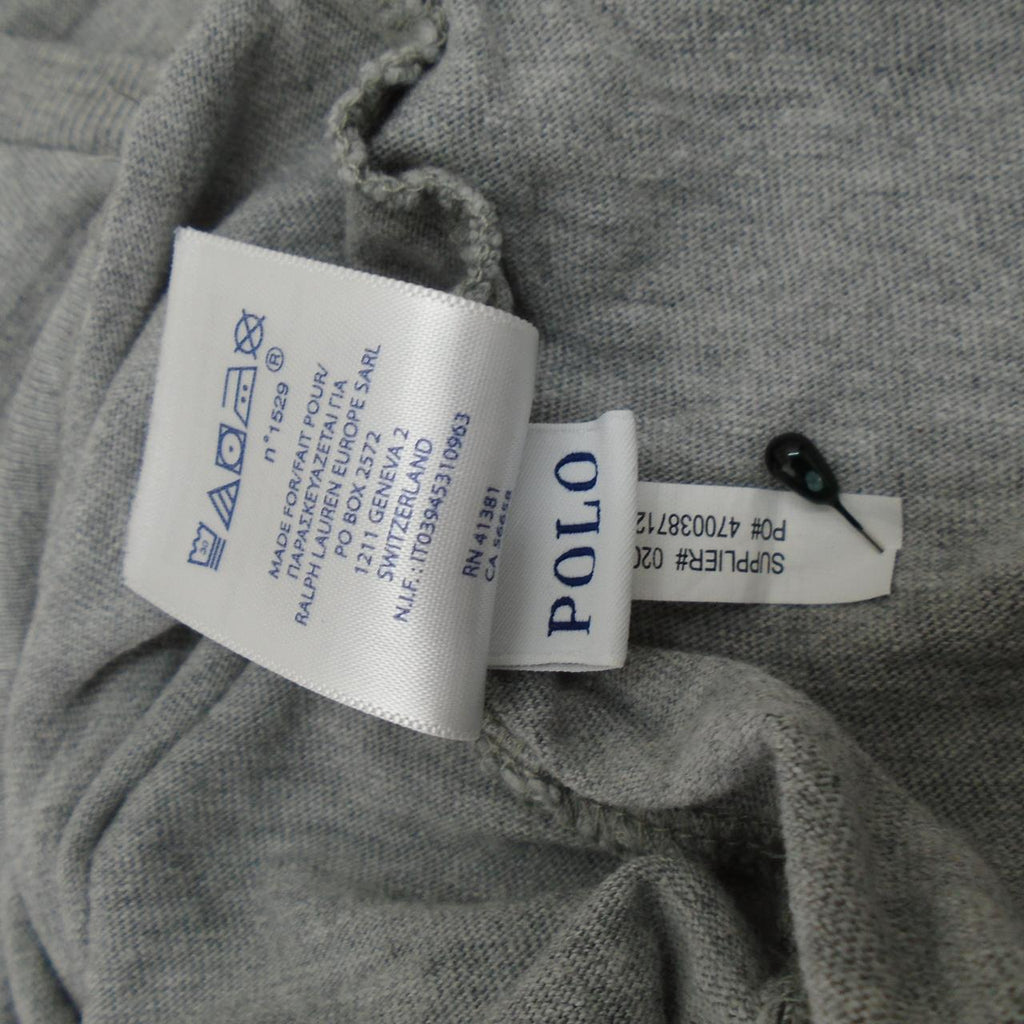 n°1529 ®
MADE FOR/FAIT POUR/
ΠΑΡΑΣΚΕΥΑΖΕΤΑΙ ΓΙΑ
RALPH LAUREN EUROPE SARL
PO BOX 2572
1211 GENEVA 2
SWITZERLAND
N.I.F.:IT03945310963
RN 41381
CA
POLO
SUPPLIER# 020
PO# 470038712